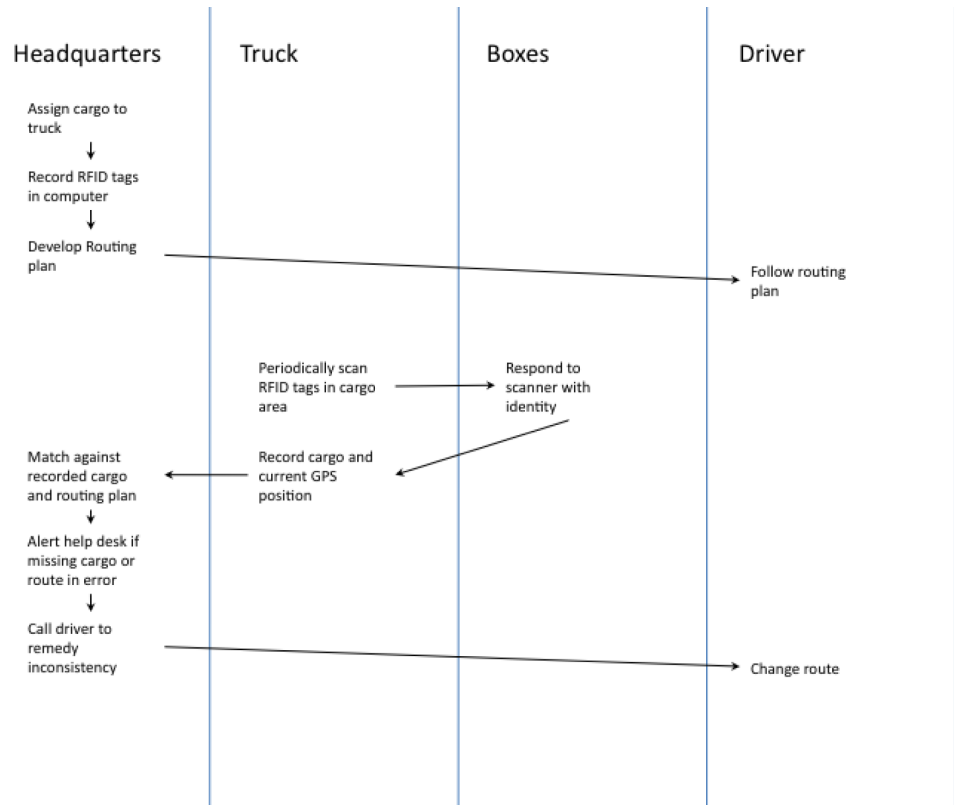 Headquarters
Truck
Boxes
Driver
Assign cargo to
truck
Record RFID tags
in computer
Develop Routing
plan
Follow routing
plan
Periodically scan
RFID tags in cargo
area
Respond to
scanner with
identity
Record cargo and
current GPS
position
Match against
recorded cargo
and routing plan
Alert help desk if
missing cargo or
route in error
Call driver to
remedy
inconsistency
Change route